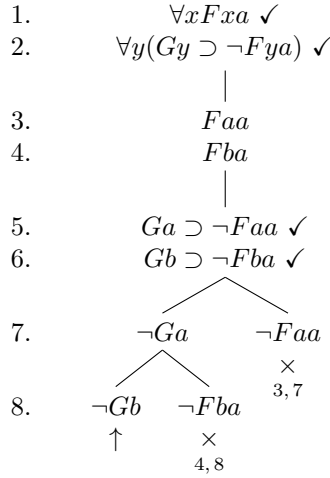 1. ∀xFxa ✓
2. ∀y(Gy ⊃ ¬Fya) ✓
3. Faa
4. Fba
5. Ga ⊃ ¬Faa ✓
6. Gb ⊃ ¬Fba ✓
7. ¬Ga ¬Faa
×
3, 7
8. ¬Gb ¬Fba
↑ ×
4, 8